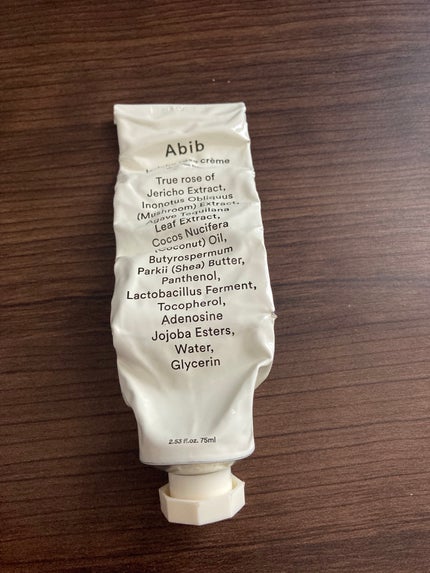 Abib
crème
True rose of
Jericho Extract,
Inonotus Obliquus
(Mushroom) Extract,
Agave Tequilana
Leaf Extract,
Cocos Nucifera
(Coconut) Oil,
Butyrospermum
Parkii (Shea) Butter,
Panthenol,
Lactobacillus Ferment,
Tocopherol,
Adenosine
Jojoba Esters,
Water,
Glycerin
2.53 fl.oz. 75ml